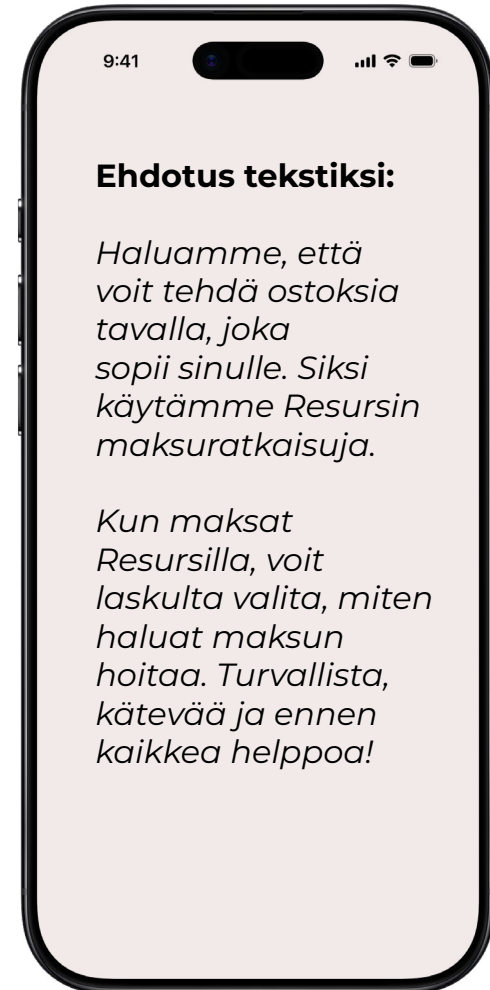 9:41
Ehdotus tekstiksi:
Haluamme, että
voit tehdä ostoksia
tavalla, joka
sopii sinulle. Siksi
käytämme Resursin
maksuratkaisuja.
Kun maksat
Resursilla, voit
laskulta valita, miten
haluat maksun
hoitaa. Turvallista,
kätevää ja ennen
kaikkea helppoa!